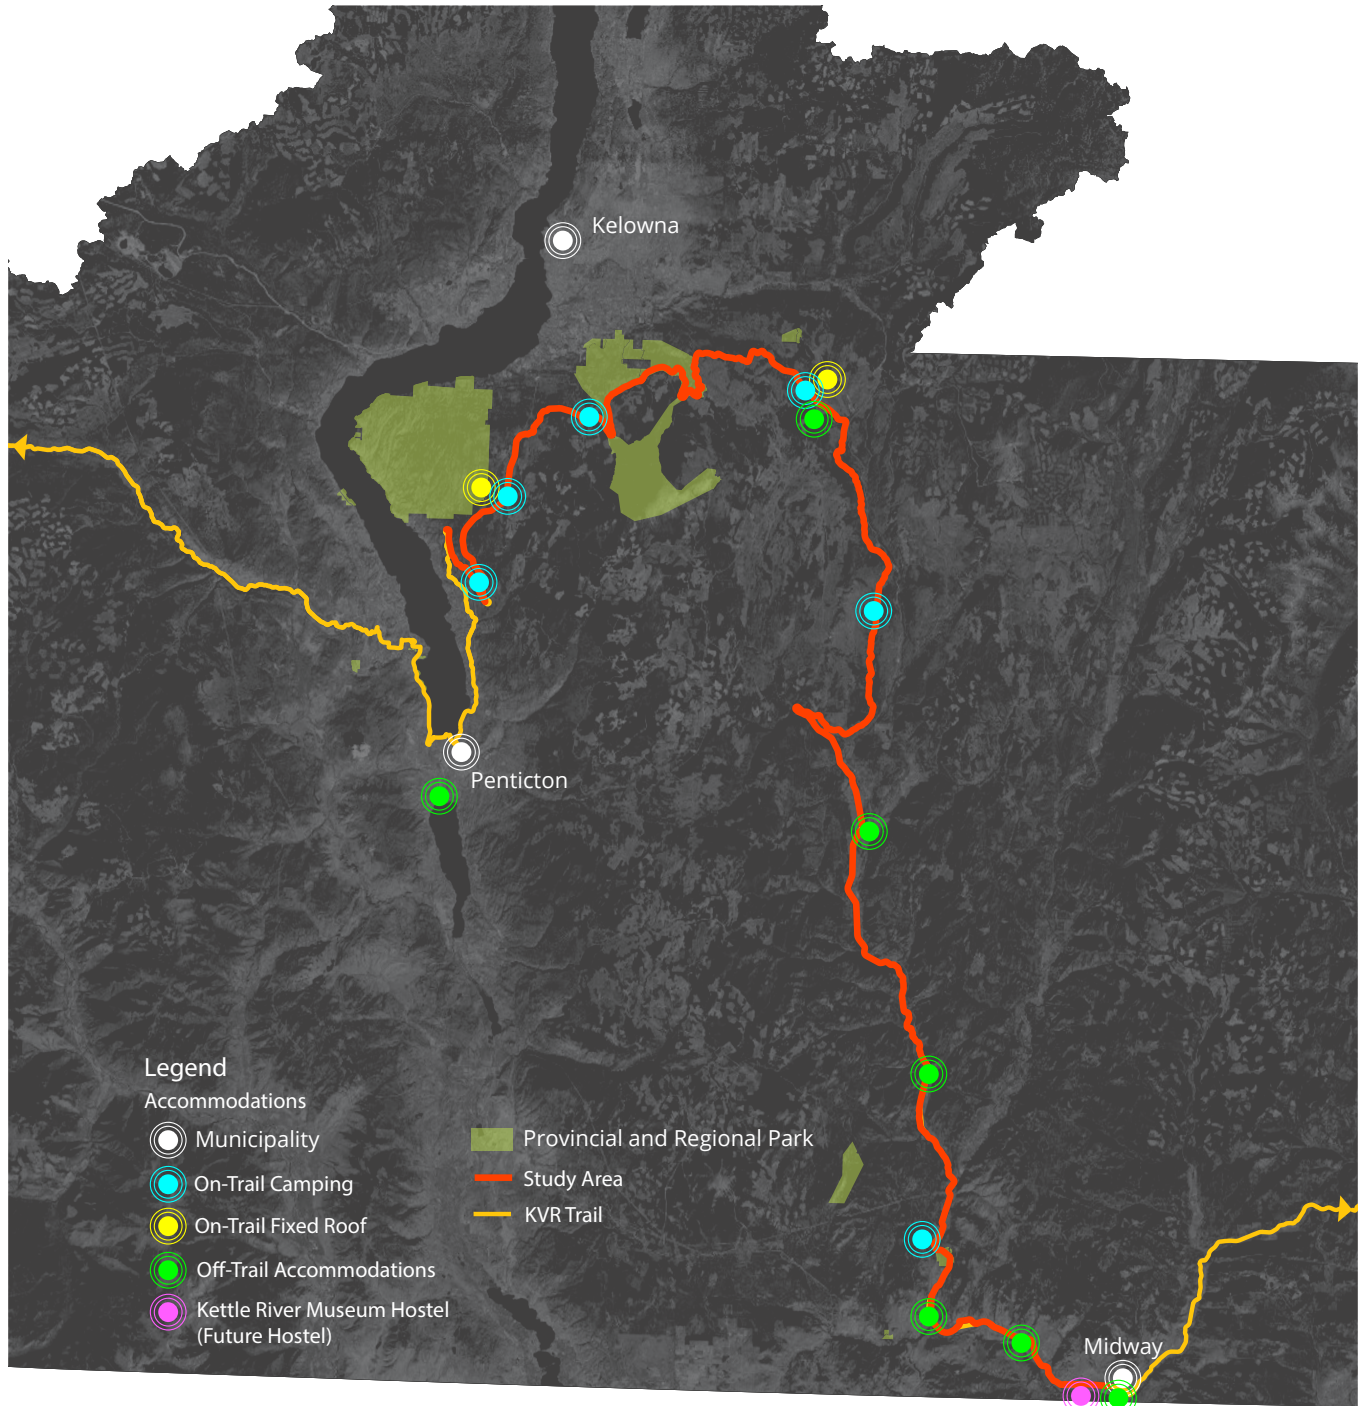 Kelowna
Penticton
Legend
Accommodations
Municipality
On-Trail Camping
On-Trail Fixed Roof
Off-Trail Accommodations
Kettle River Museum Hostel
(Future Hostel)
Provincial and Regional Park
Study Area
KVR Trail
Midway